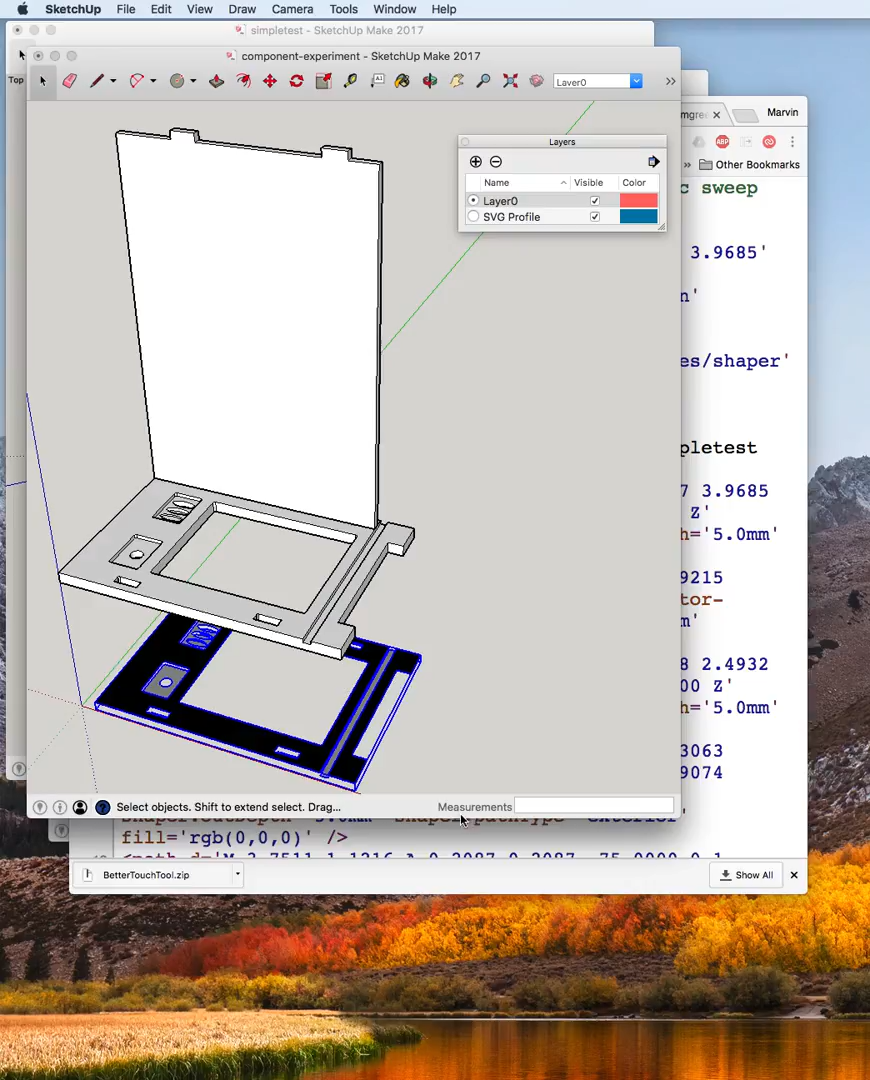 SketchUp File Edit View Draw Camera Tools Window Help
simpletest - SketchUp Make 2017
component-experiment - SketchUp Make 2017
Top
Layer0
»
mgree
Marvin
ABP
» Other Bookmarks
Layers
Name Visible Color
Layer0
SVG Profile
c sweep
3.9685'
n'
es/shaper'
pletest
7 3.9685
Z'
h='5.0mm'
9215
tor-
m'
8 2.4932
00 Z'
h='5.0mm'
3063
9074
Select objects. Shift to extend select. Drag...
Measurements
fill='rgb(0,0,0)' />
BetterTouchTool.zip
Show All